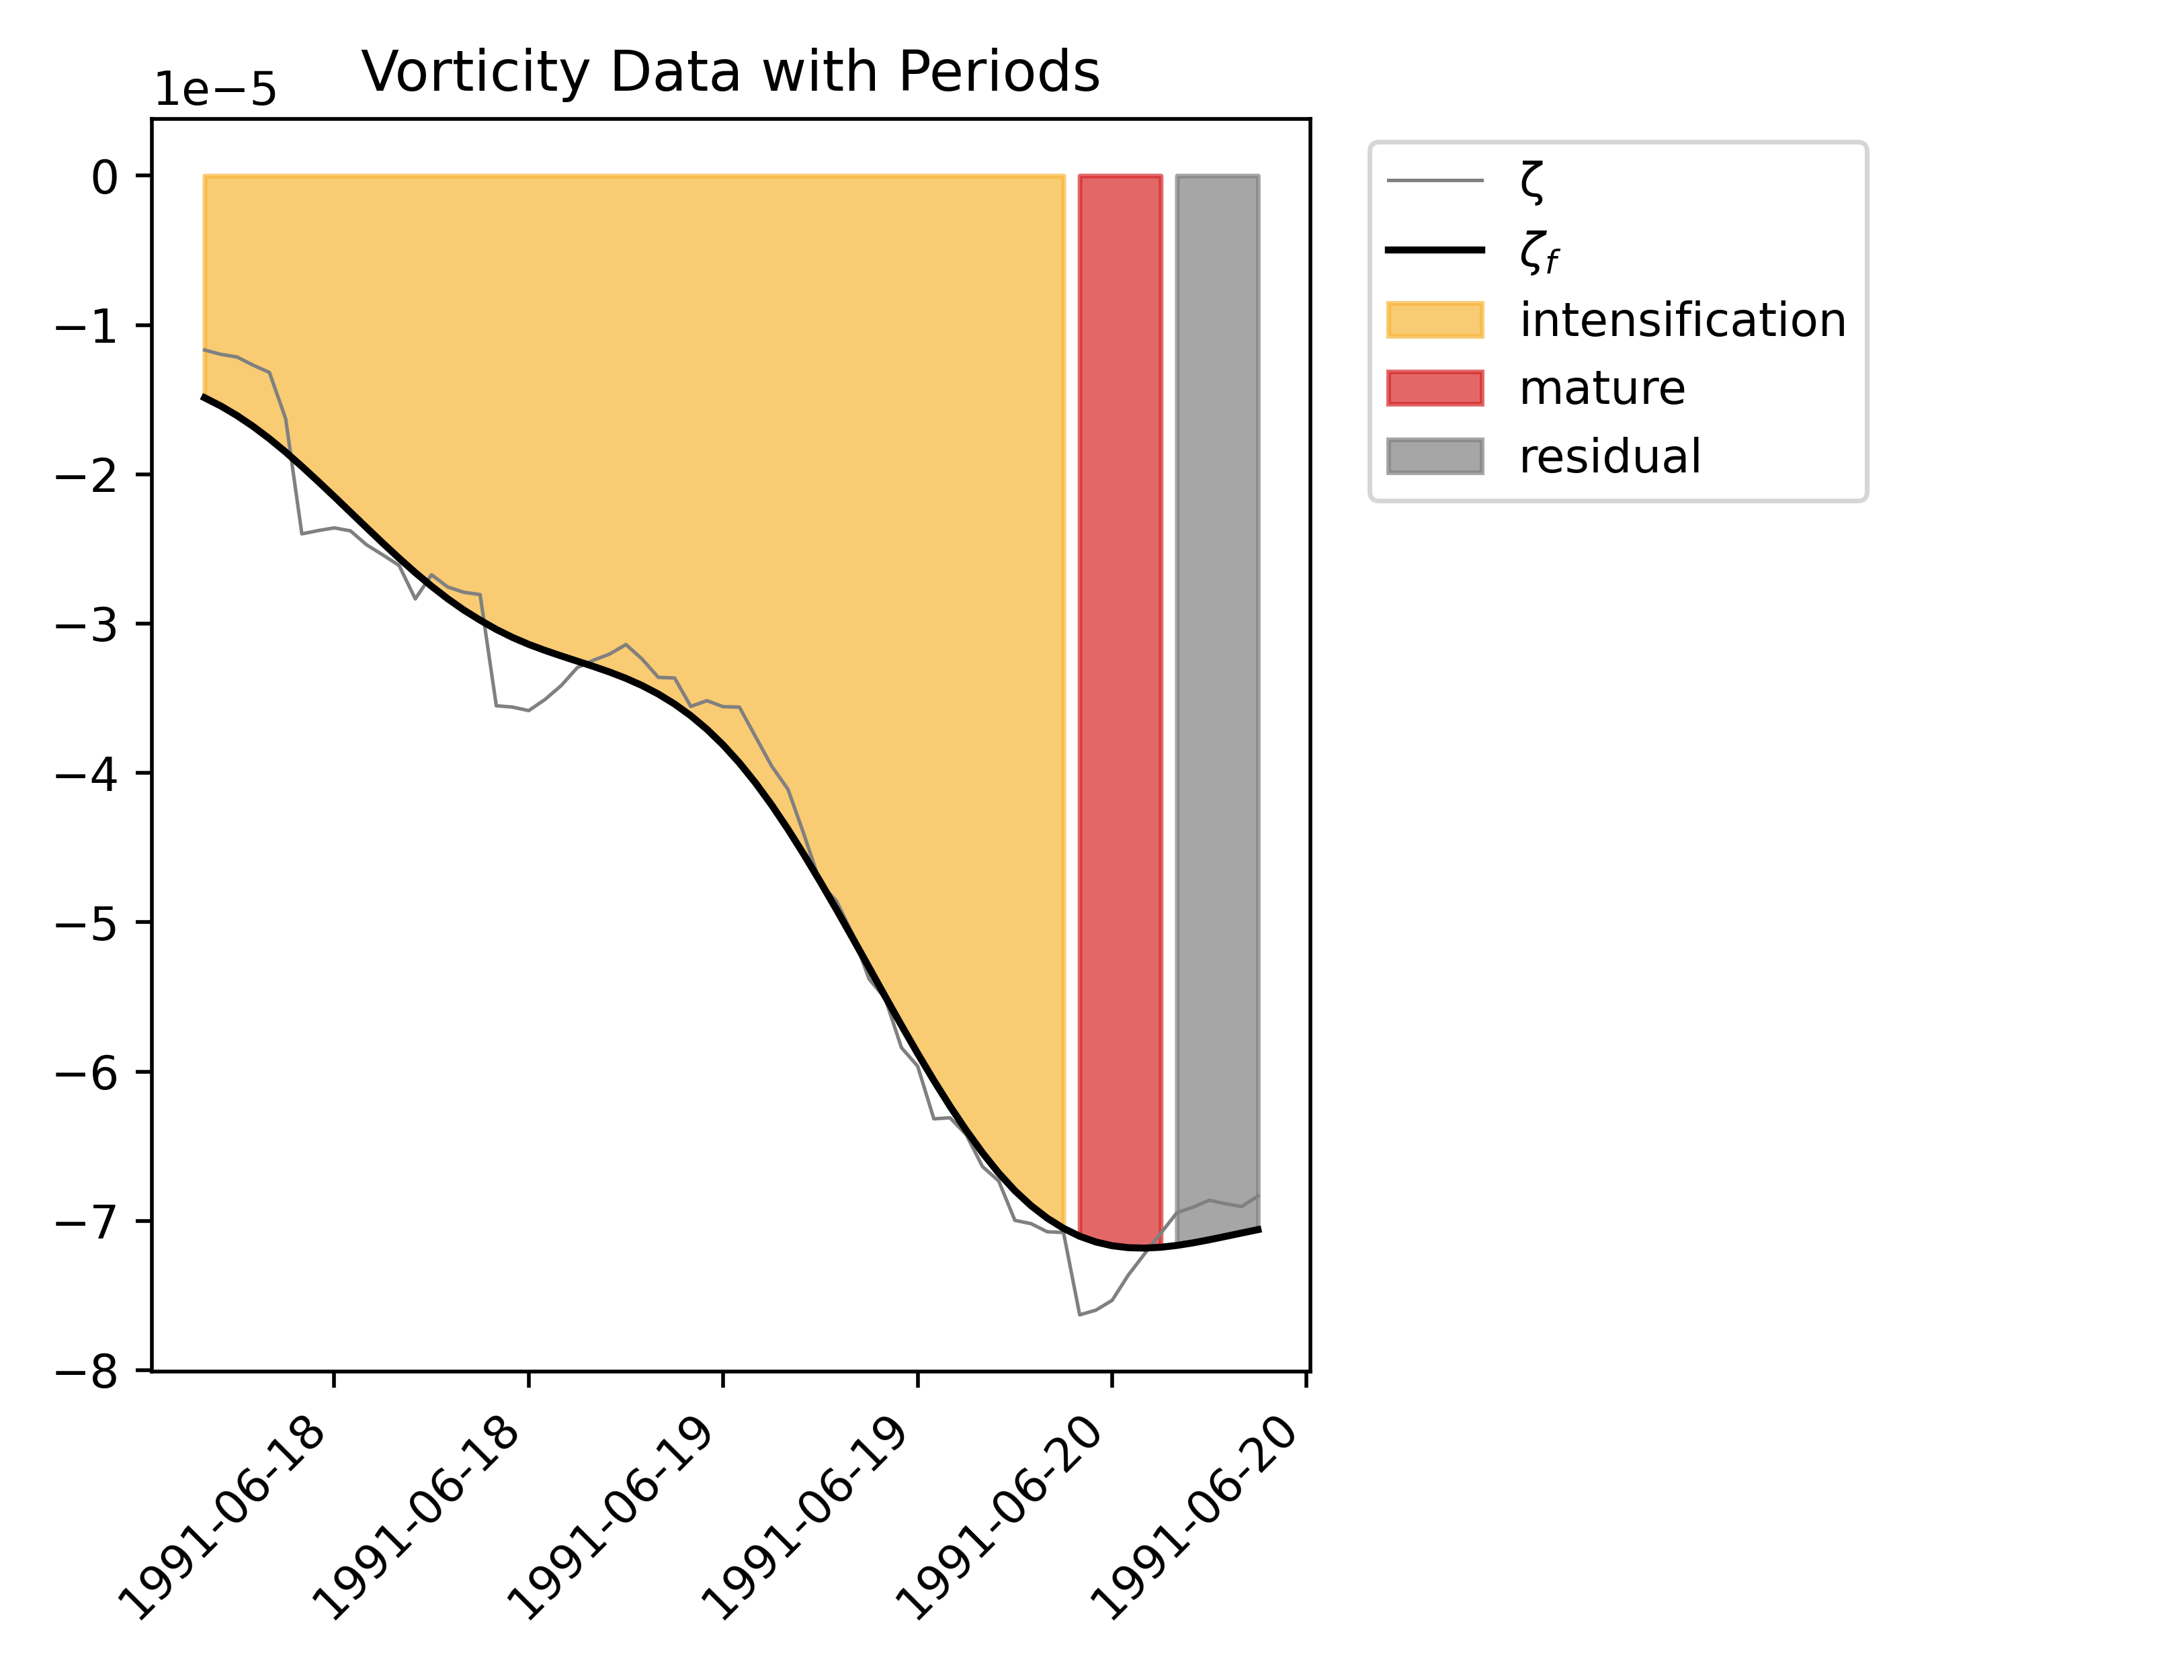 Vorticity Data with Periods
1e−5
0
−1
−2
−3
−4
−5
−6
−7
−8
1991-06-18
1991-06-18
1991-06-19
1991-06-19
1991-06-20
1991-06-20
ζ
ζf
intensification
mature
residual